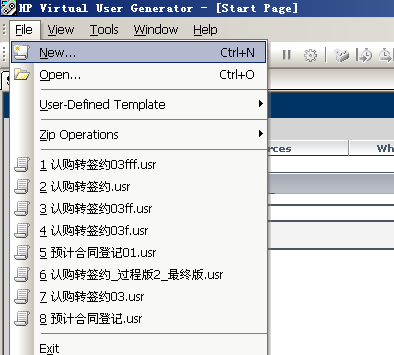 HP Virtual User Generator - [Start Page]
File View Tools Window Help
New... Ctrl+N
Open... Ctrl+O
User-Defined Template
Zip Operations
rces Wh
1 认购转签约03fff.usr
2 认购转签约.usr
3 认购转签约03ff.usr
4 认购转签约03f.usr
5 预计合同登记01.usr
6 认购转签约_过程版2_最终版.usr
7 认购转签约03.usr
8 预计合同登记.usr
Exit